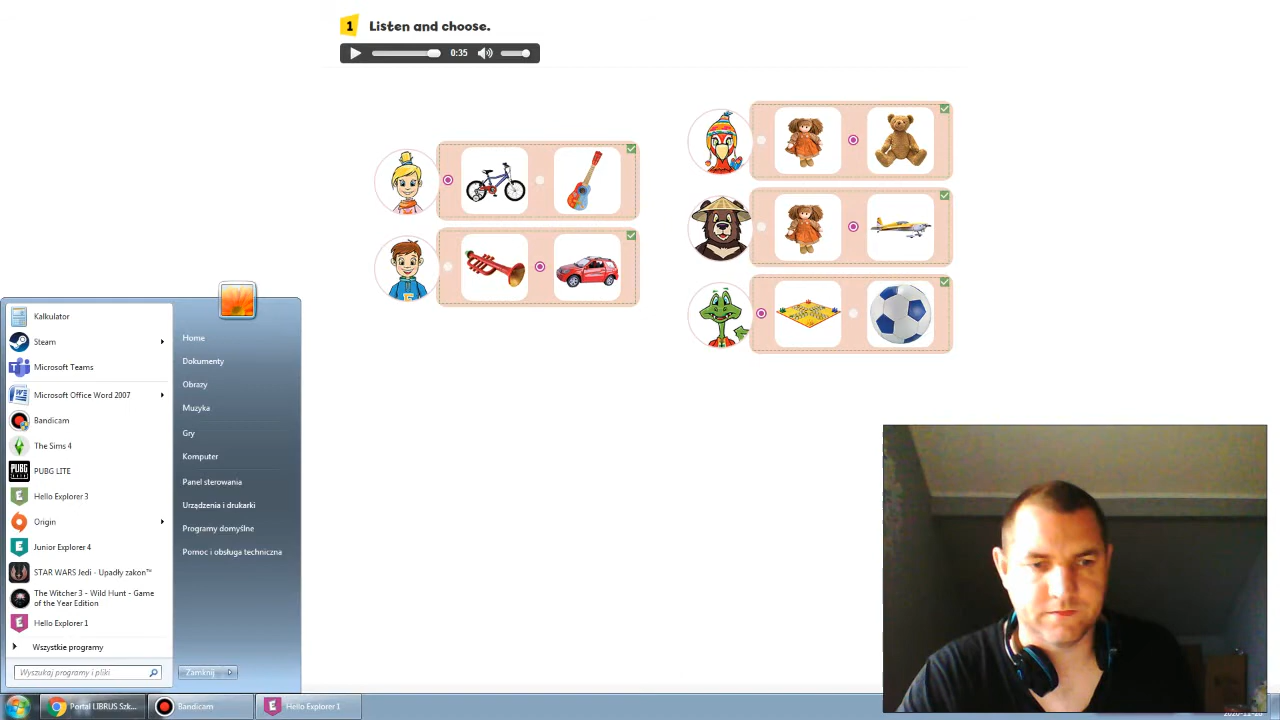 1 Listen and choose.
0:35
Kalkulator
Steam
Microsoft Teams
Microsoft Office Word 2007
Bandicam
The Sims 4
PUBG LITE
Hello Explorer 3
Origin
Junior Explorer 4
STAR WARS Jedi - Upadły zakon™
The Witcher 3 - Wild Hunt - Game
of the Year Edition
Hello Explorer 1
Wszystkie programy
Wyszukaj programy i pliki
Home
Dokumenty
Obrazy
Muzyka
Gry
Komputer
Panel sterowania
Urządzenia i drukarki
Programy domyślne
Pomoc i obsługa techniczna
Zamknij
Portal LIBRUS Szk...
Bandicam
Hello Explorer 1